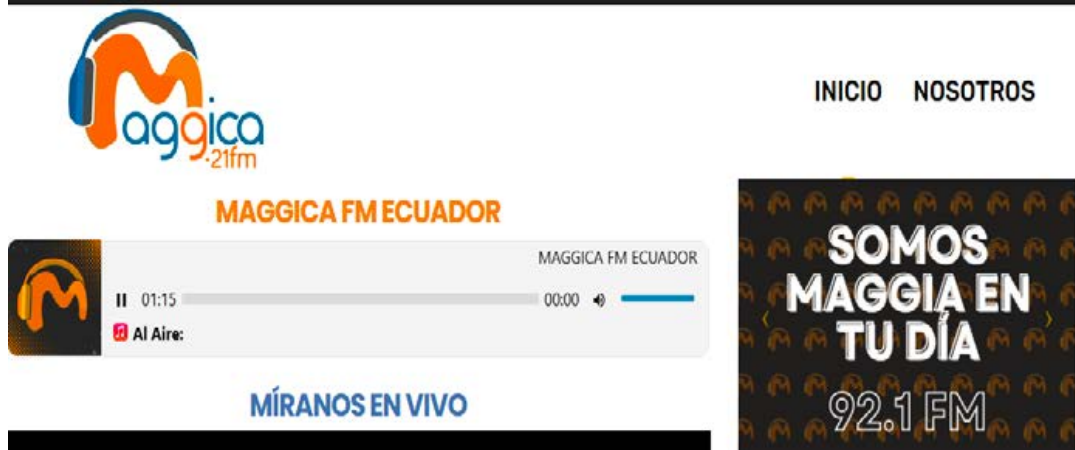 Maggica
.21fm
INICIO NOSOTROS
MAGGICA FM ECUADOR
MAGGICA FM ECUADOR
01:15 00:00
Al Aire:
MÍRANOS EN VIVO
SOMOS
MAGGIA EN
TU DÍA
92.1 FM